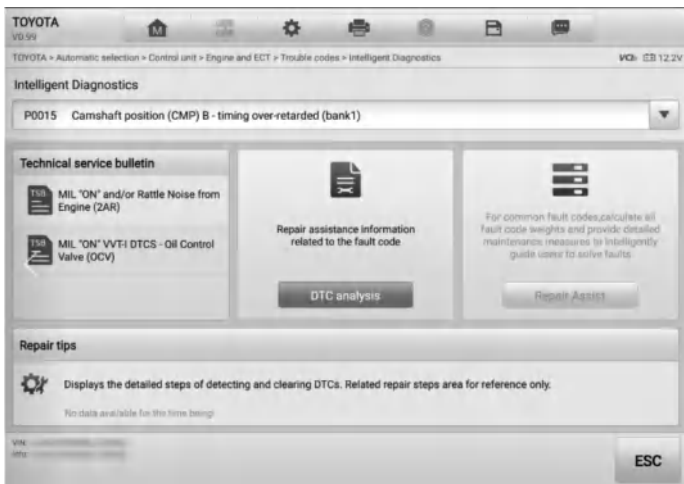 TOYOTA
V0.99
M
TOYOTA > Automatic selection > Control unit > Engine and ECT > Trouble codes > Intelligent Diagnostics
VCI: 12.2V
Intelligent Diagnostics
P0015 Camshaft position (CMP) B - timing over-retarded (bank1)
Technical service bulletin
TSB
MIL "ON" and/or Rattle Noise from
Engine (2AR)
TSB
MIL "ON" VVT-I DTCS - Oil Control
Valve (OCV)
Repair assistance information
related to the fault code
DTC analysis
For common fault codes,calculate all
fault code weights and provide detailed
maintenance measures to intelligently
guide users to solve faults
Repair Assist
Repair tips
Displays the detailed steps of detecting and clearing DTCs. Related repair steps area for reference only.
No data available for the time being!
VIN:
ESC